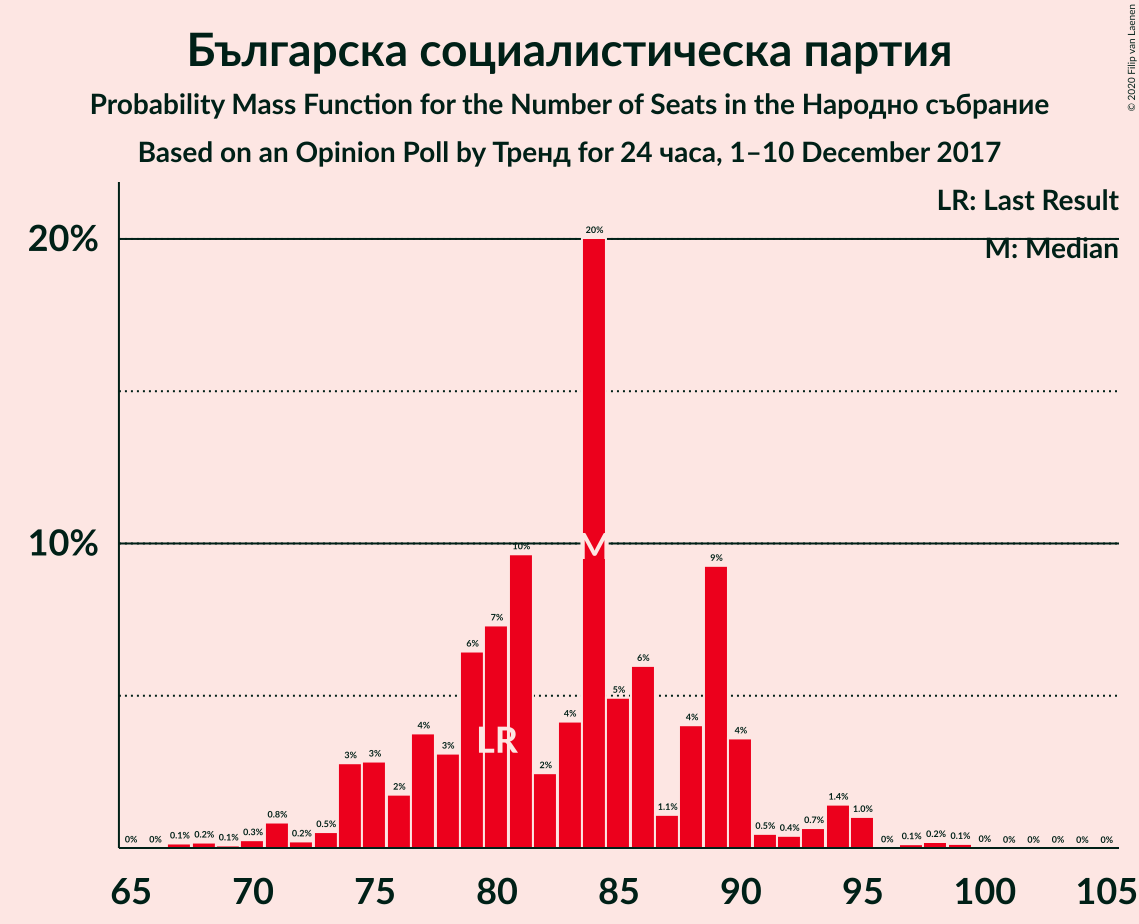 Българска социалистическа партия
Probability Mass Function for the Number of Seats in the Народно събрание
Based on an Opinion Poll by Тренд for 24 часа, 1–10 December 2017
© 2020 Filip van Laenen
LR: Last Result
M: Median
20%
10%
0% 0% 0.1% 0.2% 0.1% 0.3% 0.8% 0.2% 0.5% 3% 3% 2% 4% 3% 6% 7% 10% 2% 4% 20% 5% 6% 1.1% 4% 9% 4% 0.5% 0.4% 0.7% 1.4% 1.0% 0% 0.1% 0.2% 0.1% 0% 0% 0% 0% 0% 0%
LR
M
65 70 75 80 85 90 95 100 105